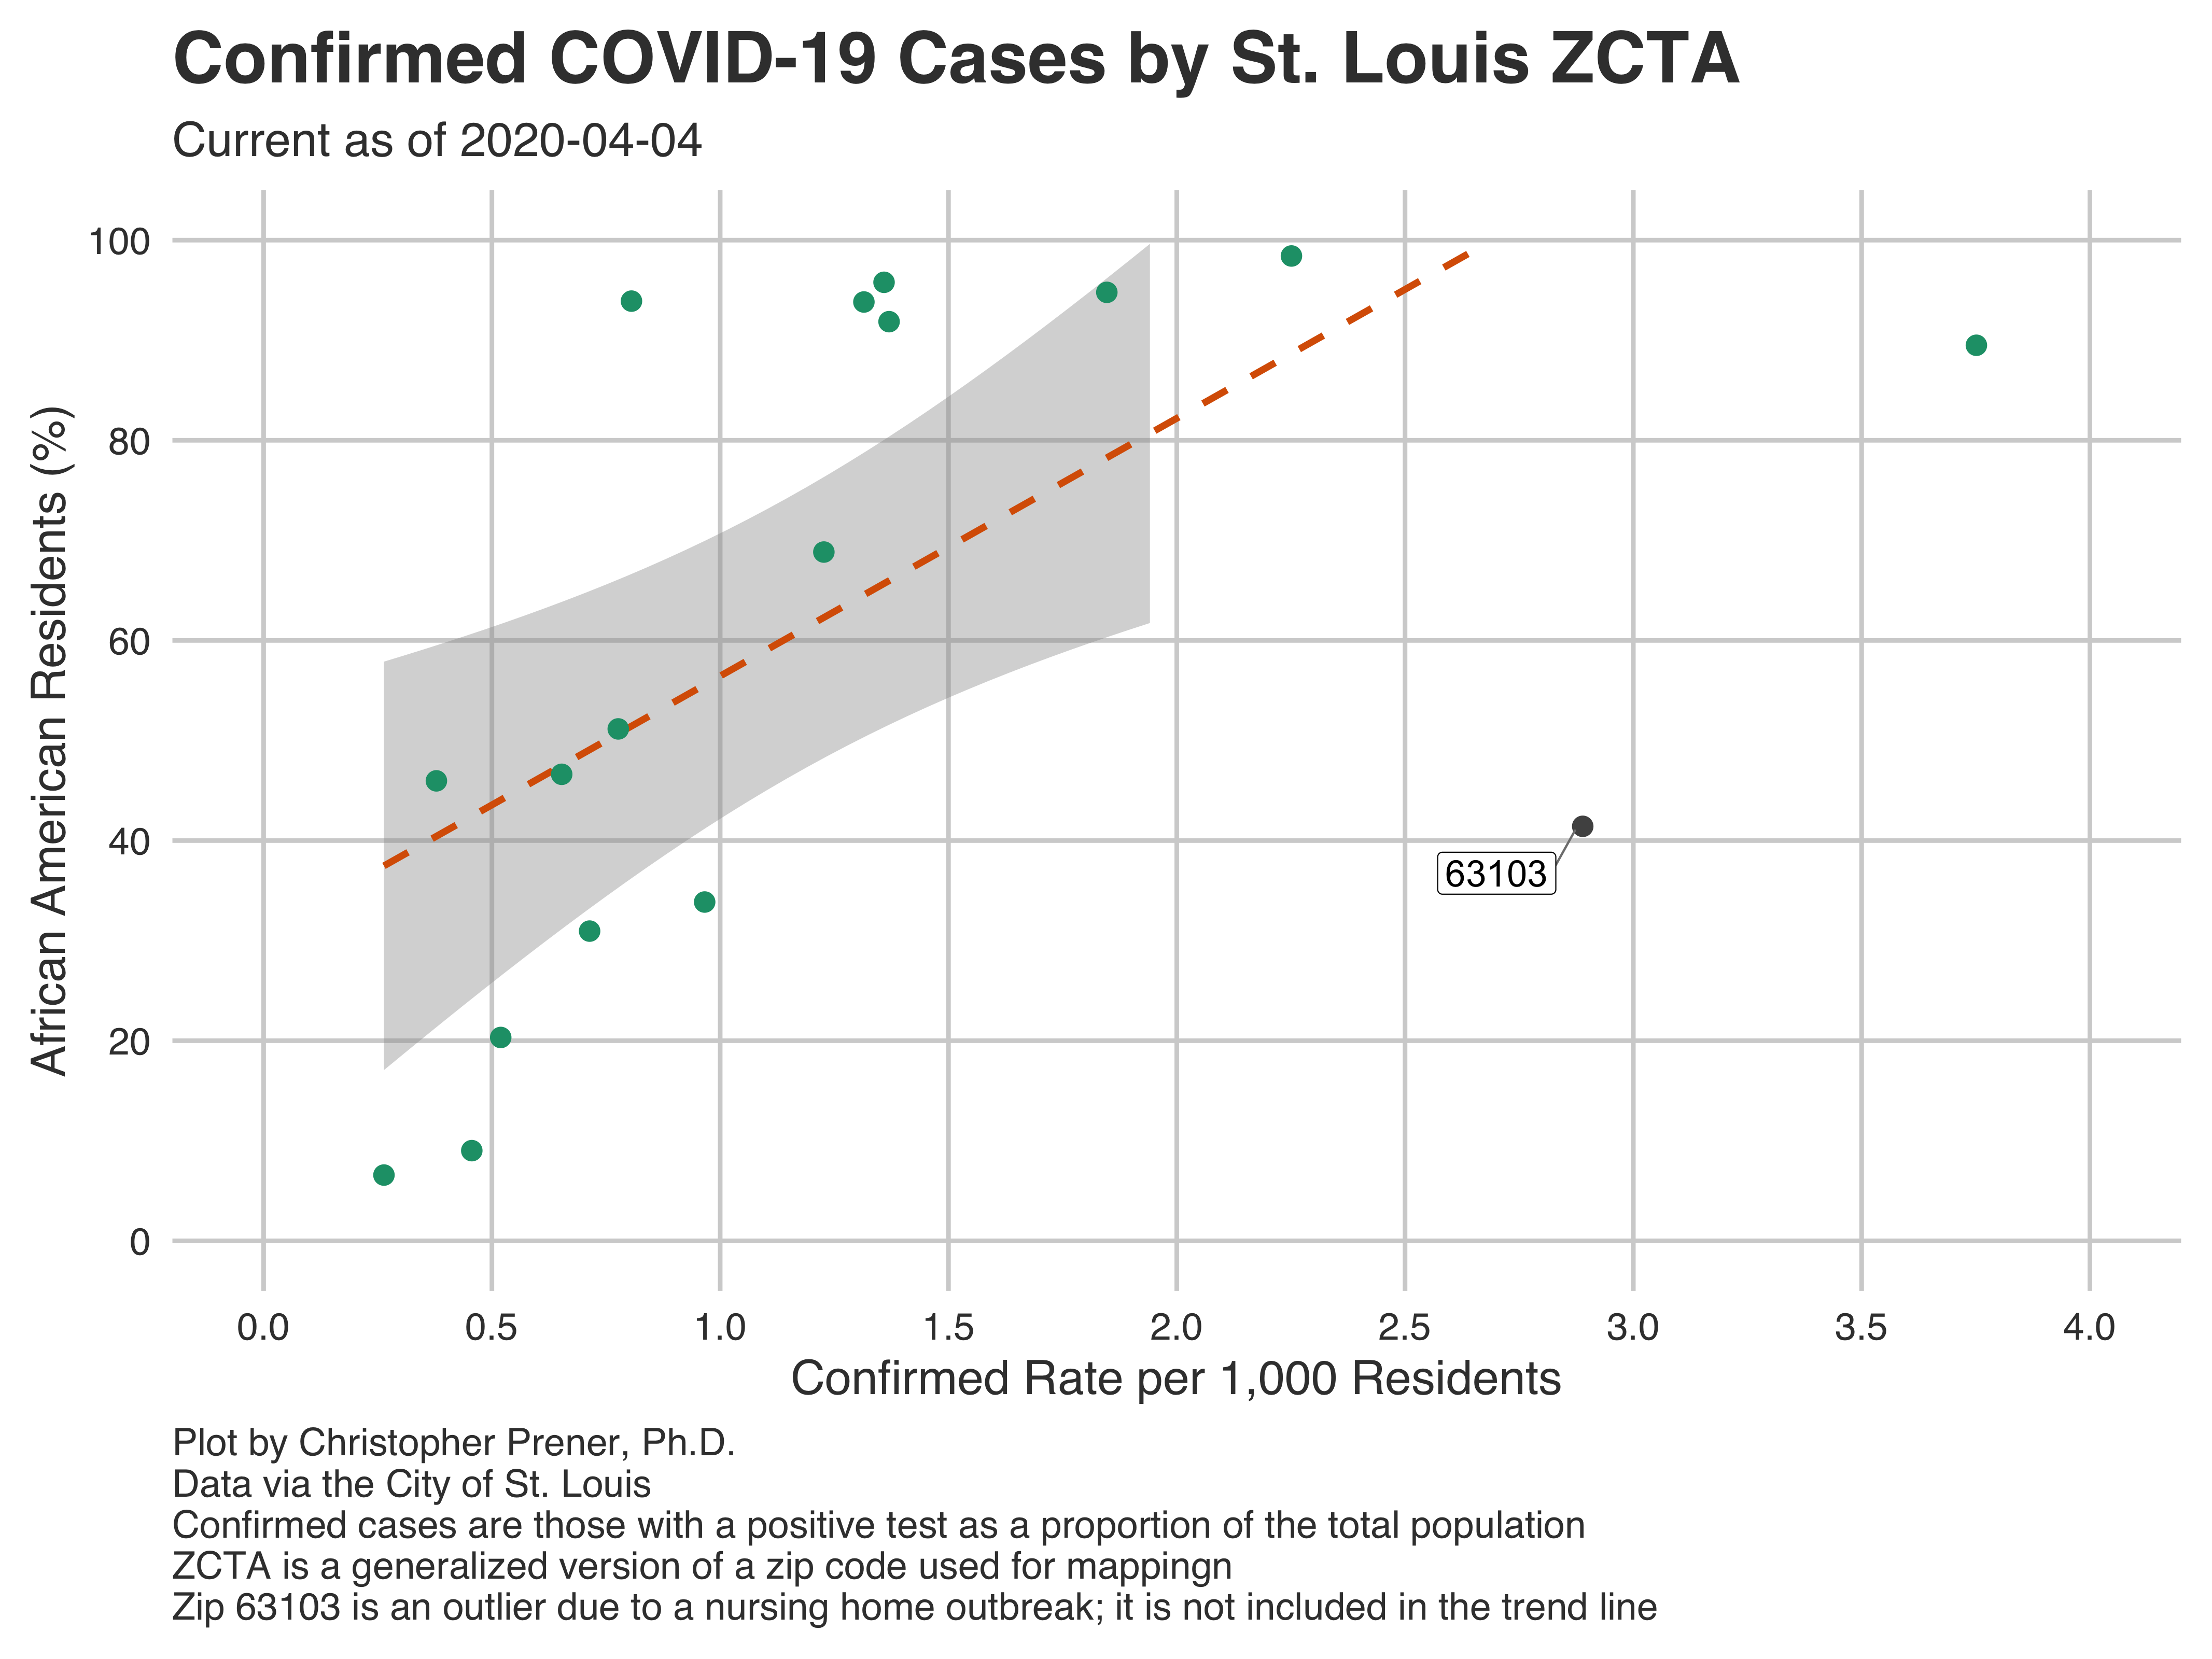 Confirmed COVID-19 Cases by St. Louis ZCTA
Current as of 2020-04-04
African American Residents (%)
100
80
60
40
20
0
63103
0.0 0.5 1.0 1.5 2.0 2.5 3.0 3.5 4.0
Confirmed Rate per 1,000 Residents
Plot by Christopher Prener, Ph.D.
Data via the City of St. Louis
Confirmed cases are those with a positive test as a proportion of the total population
ZCTA is a generalized version of a zip code used for mappingn
Zip 63103 is an outlier due to a nursing home outbreak; it is not included in the trend line